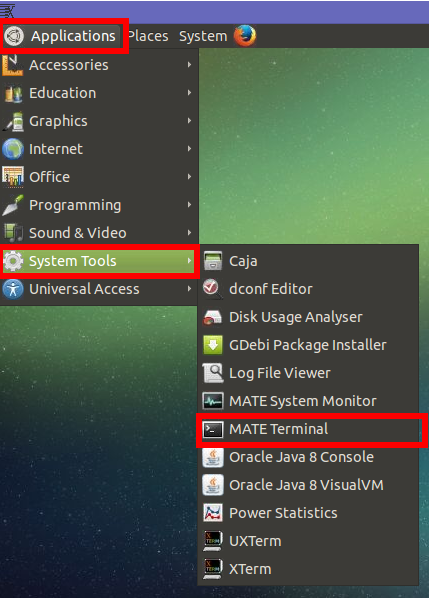 Applications Places System
Accessories
Education
Graphics
Internet
Office
Programming
Sound & Video
System Tools
Universal Access
Caja
dconf Editor
Disk Usage Analyser
GDebi Package Installer
Log File Viewer
MATE System Monitor
MATE Terminal
Oracle Java 8 Console
Oracle Java 8 VisualVM
Power Statistics
UXTerm
XTerm